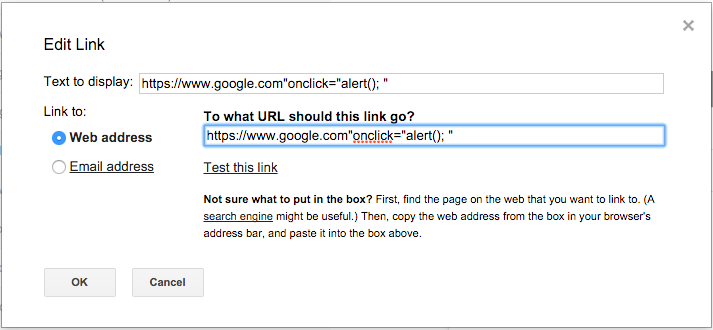 Edit Link
Text to display: https://www.google.com"onclick="alert(); "
Link to:
To what URL should this link go?
Web address
https://www.google.com"onclick="alert(); "
Email address
Test this link
Not sure what to put in the box? First, find the page on the web that you want to link to. (A
search engine might be useful.) Then, copy the web address from the box in your browser's
address bar, and paste it into the box above.
OK
Cancel